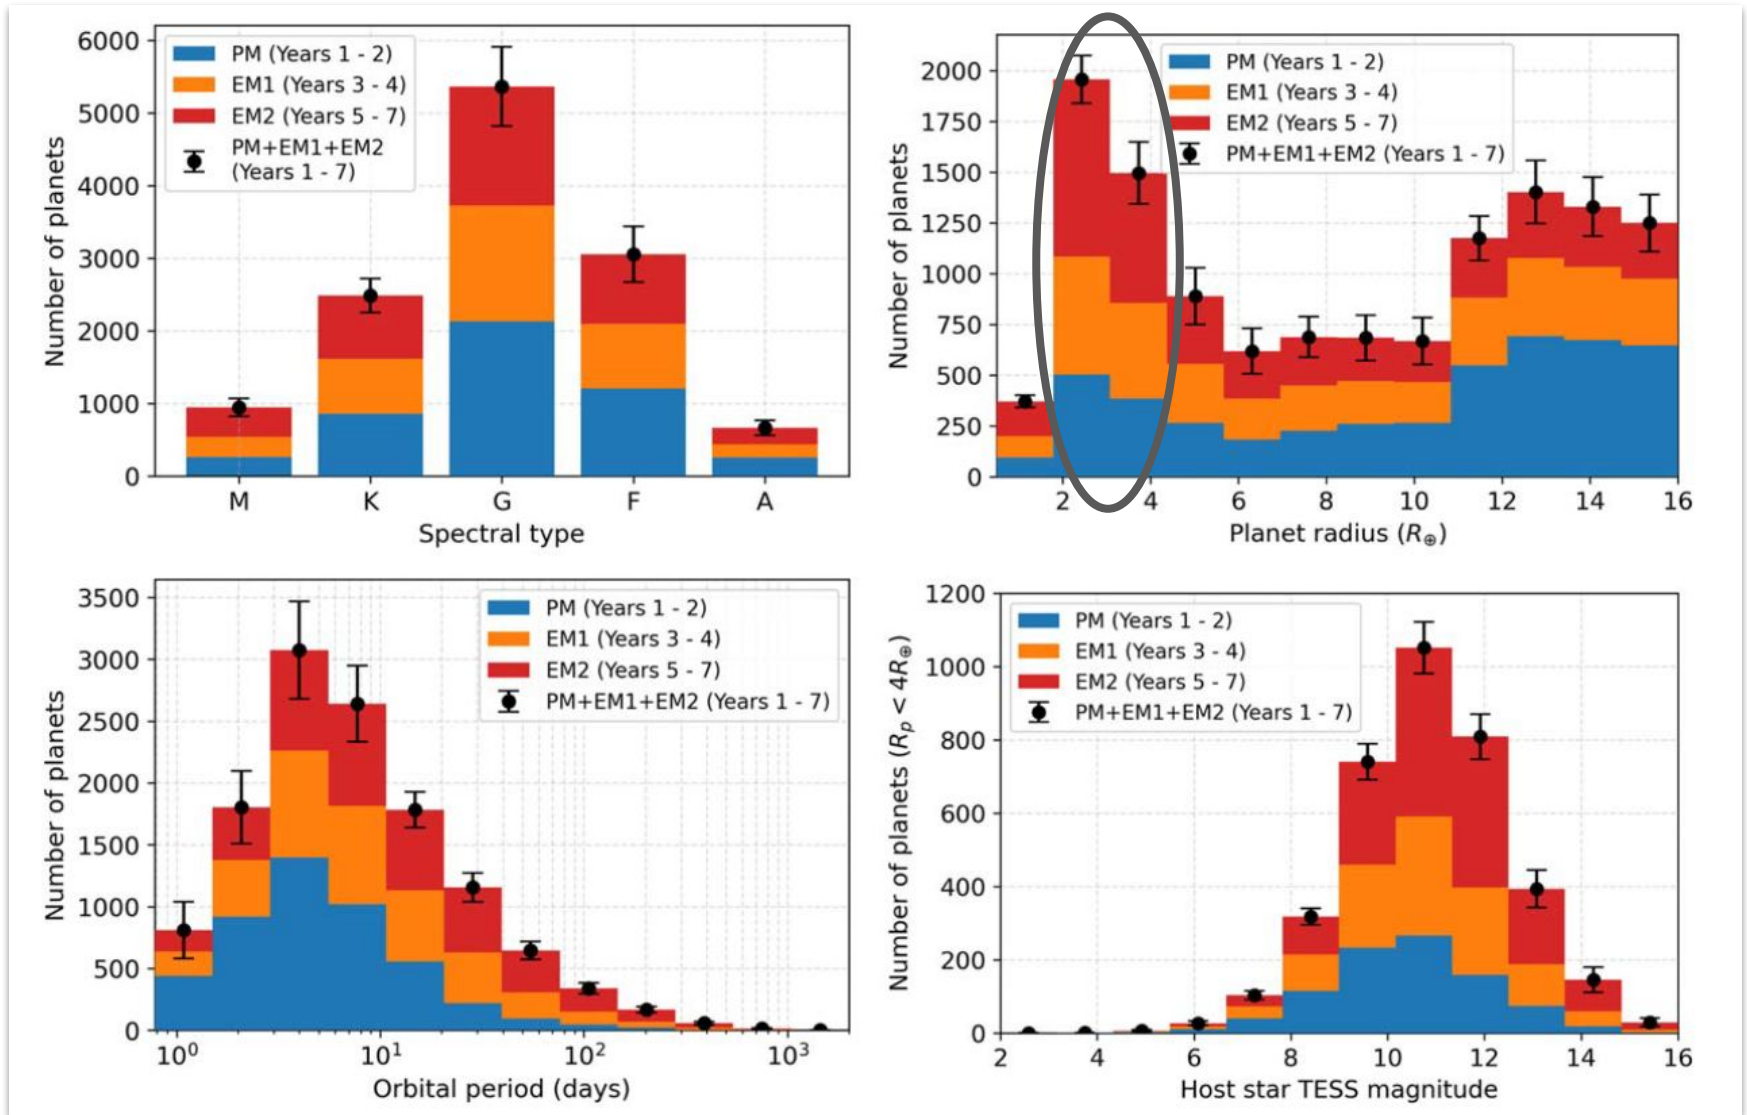 6000
5000
4000
3000
2000
1000
0
Number of planets
PM (Years 1 - 2)
EM1 (Years 3 - 4)
EM2 (Years 5 - 7)
PM+EM1+EM2
(Years 1 - 7)
M K G F A
Spectral type
2000
1750
1500
1250
1000
750
500
250
0
Number of planets
PM (Years 1 - 2)
EM1 (Years 3 - 4)
EM2 (Years 5 - 7)
PM+EM1+EM2 (Years 1 - 7)
2 4 6 8 10 12 14 16
Planet radius (R⊕)
3500
3000
2500
2000
1500
1000
500
0
Number of planets
PM (Years 1 - 2)
EM1 (Years 3 - 4)
EM2 (Years 5 - 7)
PM+EM1+EM2 (Years 1 - 7)
10⁰ 10¹ 10² 10³
Orbital period (days)
1200
1000
800
600
400
200
0
Number of planets (Rₚ < 4R⊕)
PM (Years 1 - 2)
EM1 (Years 3 - 4)
EM2 (Years 5 - 7)
PM+EM1+EM2 (Years 1 - 7)
2 4 6 8 10 12 14 16
Host star TESS magnitude